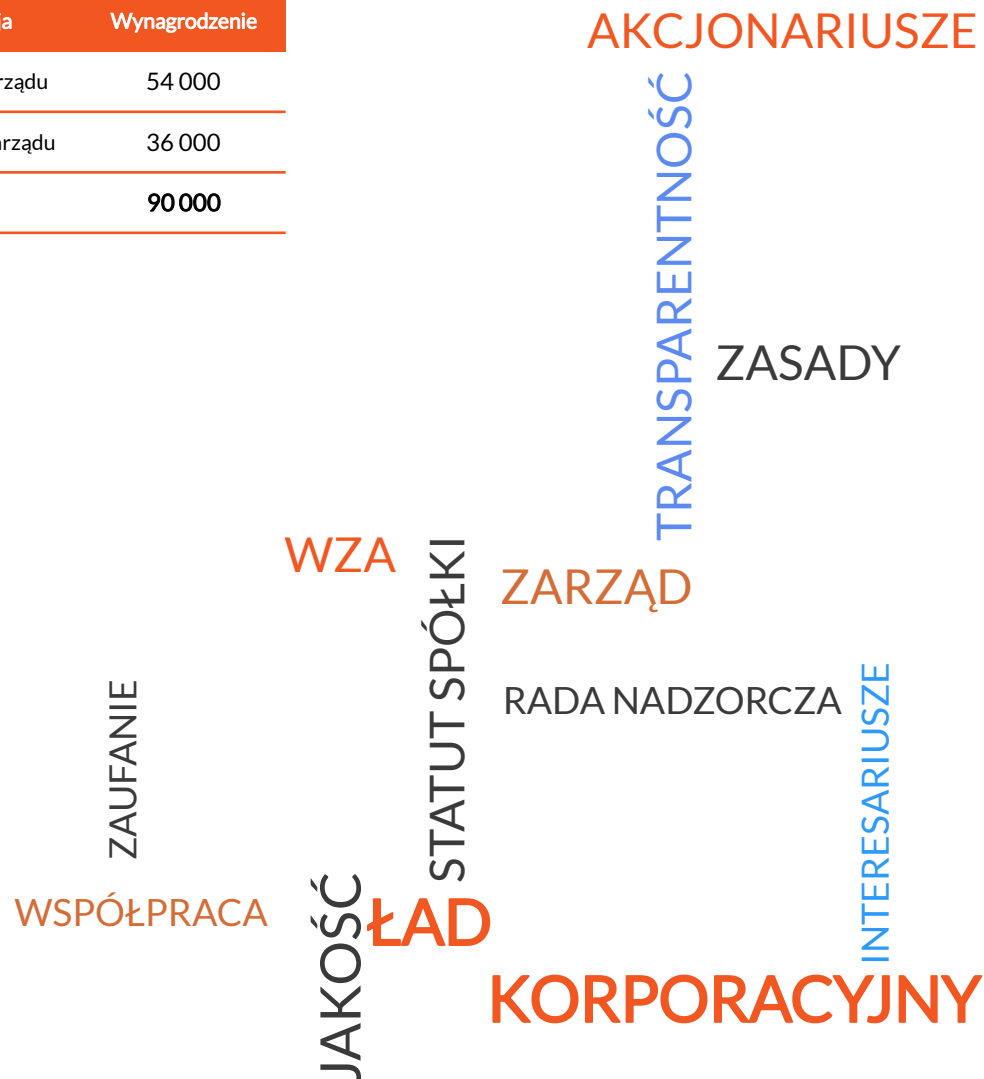 Wynagrodzenie
54 000
36 000
90 000
AKCJONARIUSZE
TRANSPARENTNOŚĆ
ZASADY
WZA
STATUT SPÓŁKI
ZARZĄD
RADA NADZORCZA
INTERESARIUSZE
ZAUFANIE
WSPÓŁPRACA
JAKOŚĆ
ŁAD
KORPORACYJNY